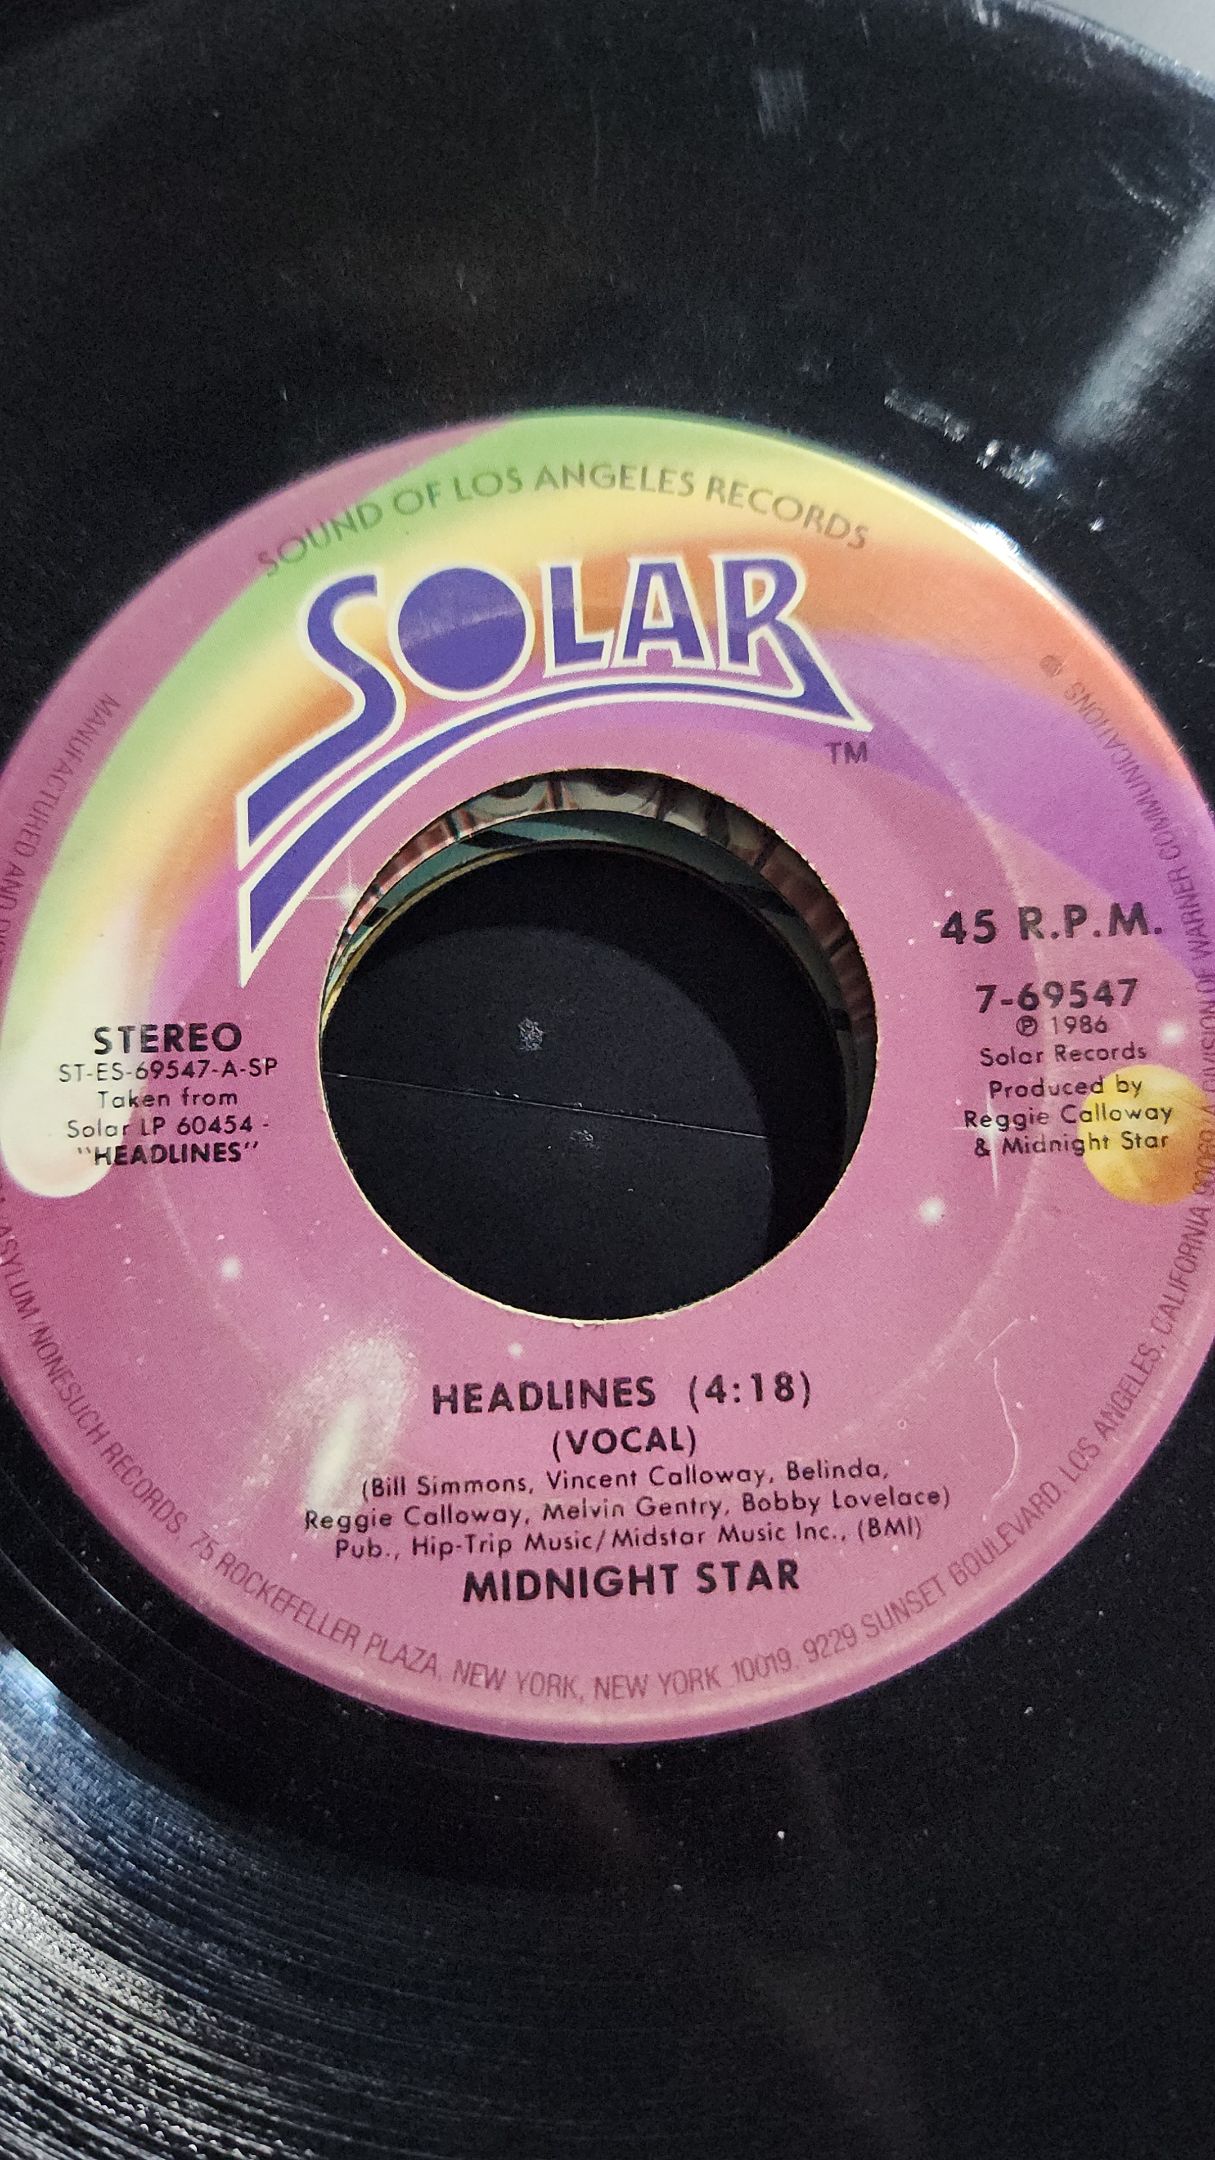 SOUND OF LOS ANGELES RECORDS
SOLAR
TM
45 R.P.M.
7-69547
℗ 1986
Solar Records
Produced by
Reggie Calloway
& Midnight Star
STEREO
ST-ES-69547-A-SP
Taken from
Solar LP 60454 -
"HEADLINES"
HEADLINES (4:18)
(VOCAL)
(Bill Simmons, Vincent Calloway, Belinda,
Reggie Calloway, Melvin Gentry, Bobby Lovelace)
Pub., Hip-Trip Music/Midstar Music Inc., (BMI)
MIDNIGHT STAR
MANUFACTURED AND ASYLUM/NONESUCH RECORDS, 75 ROCKEFELLER PLAZA, NEW YORK, NEW YORK 10019. 9229 SUNSET BOULEVARD, LOS ANGELES, CALIFORNIA 90069/A DIVISION OF WARNER COMMUNICATIONS